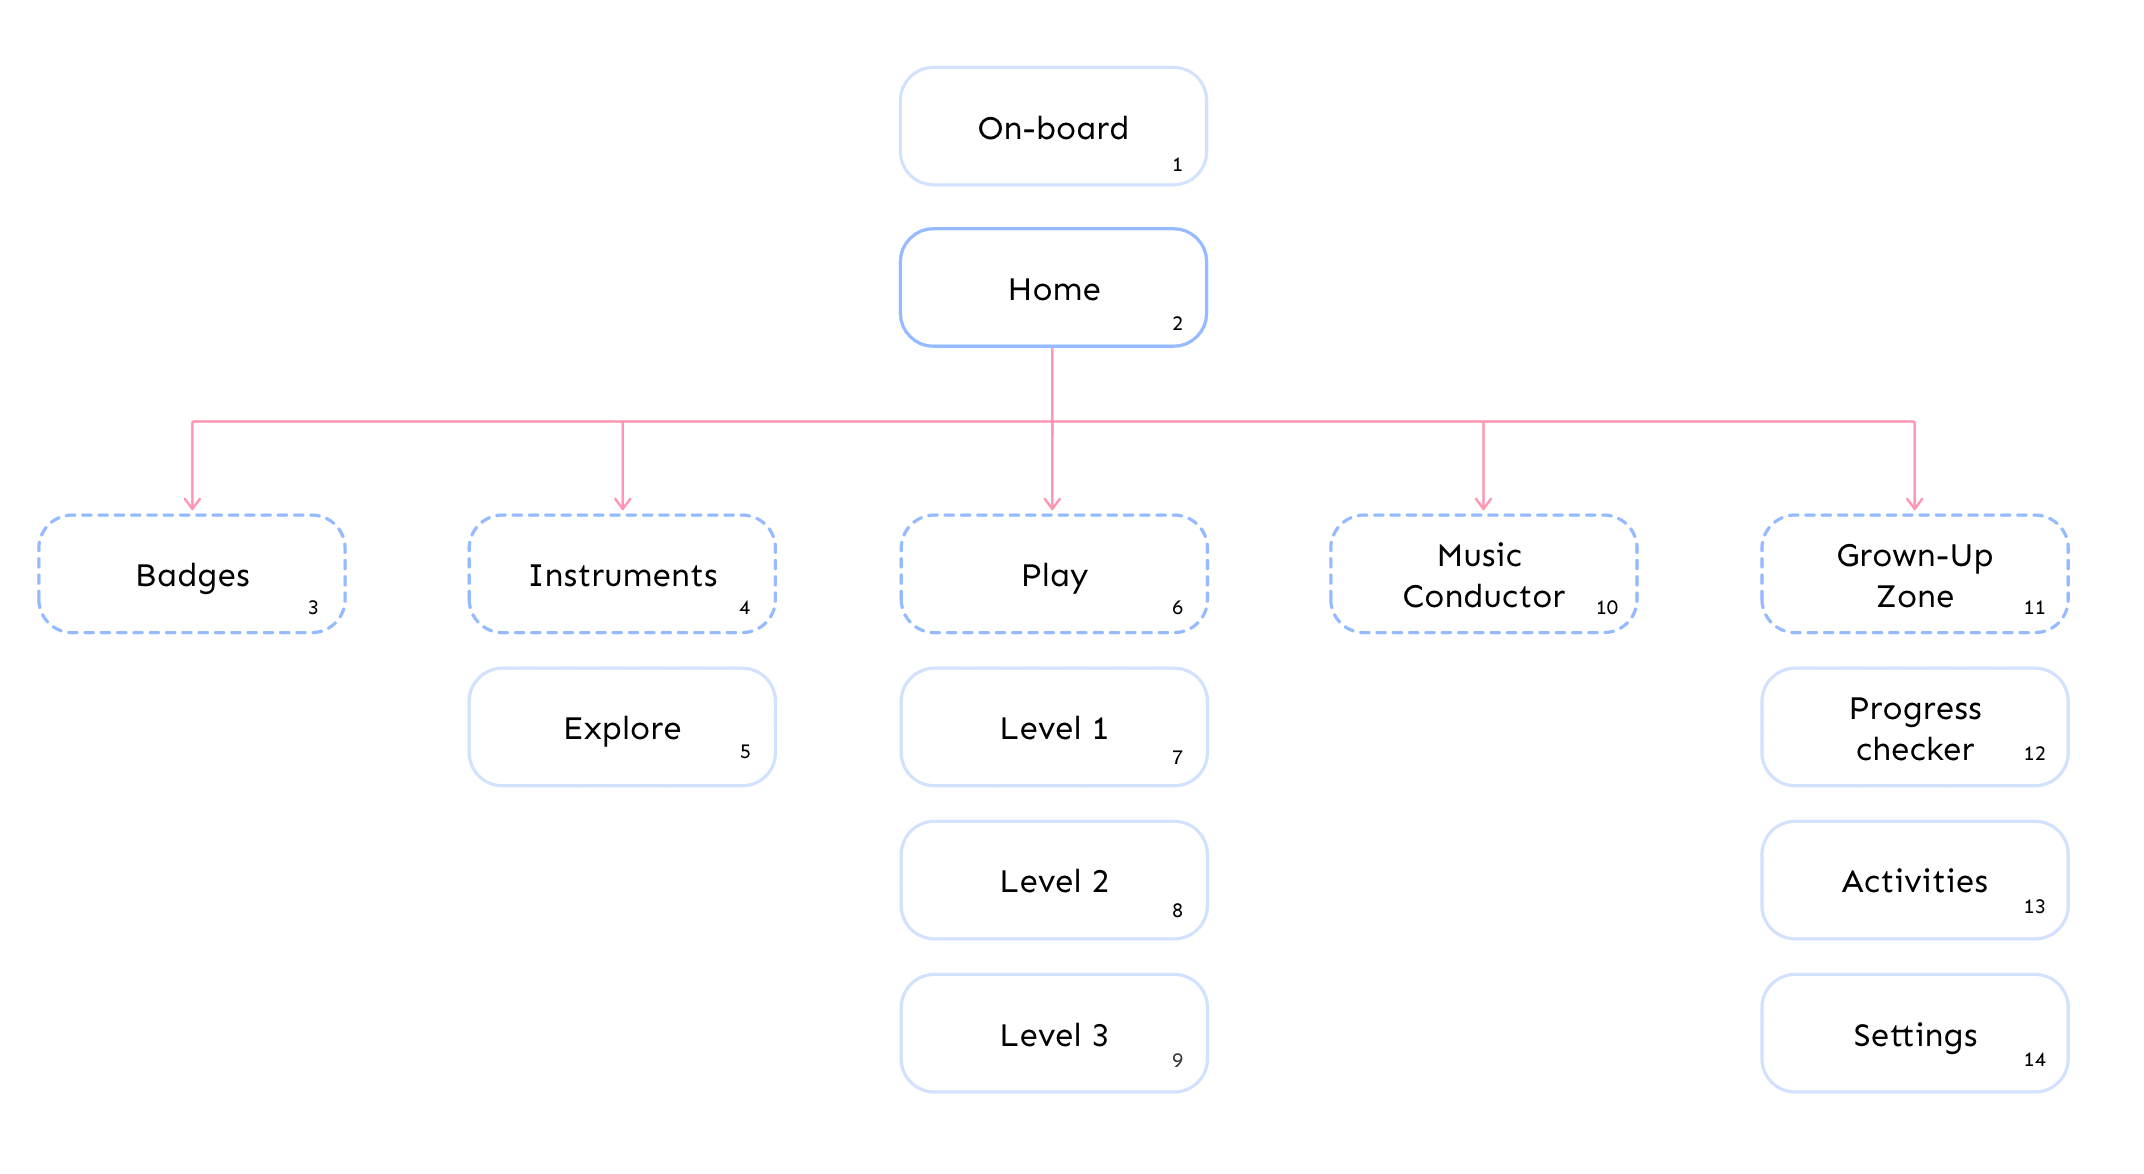 On-board
1
Home
2
Badges
3
Instruments
4
Play
6
Music
Conductor
10
Grown-Up
Zone
11
Explore
5
Level 1
7
Progress
checker
12
Level 2
8
Activities
13
Level 3
9
Settings
14